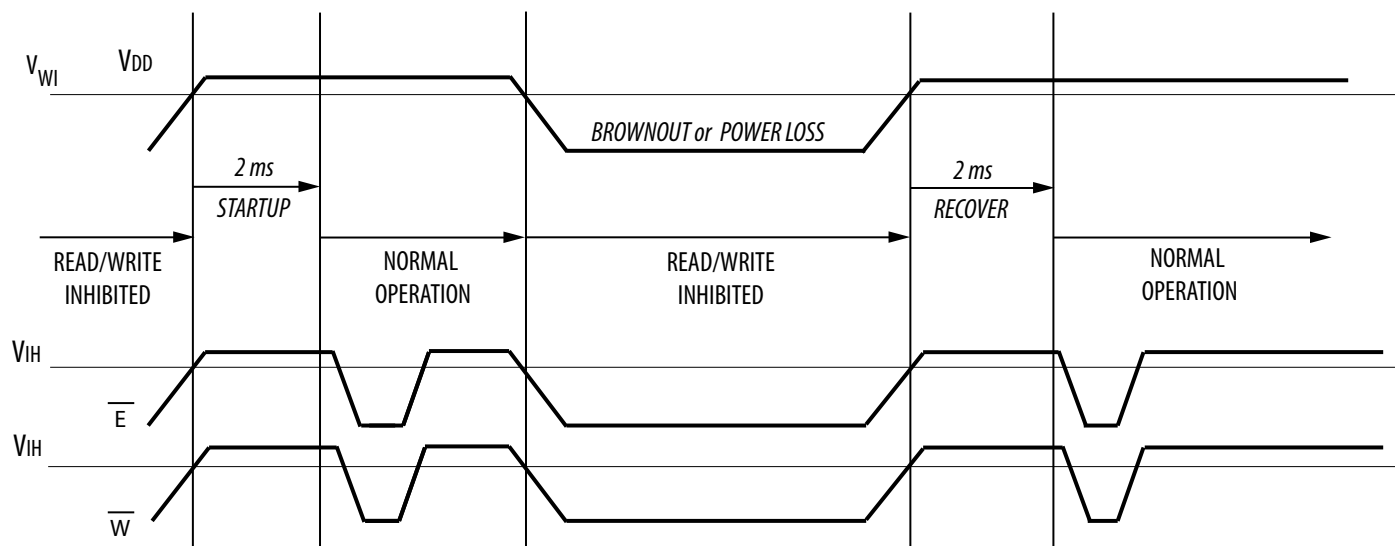 V_WI VDD
BROWNOUT or POWER LOSS
2 ms
STARTUP
2 ms
RECOVER
READ/WRITE
INHIBITED
NORMAL
OPERATION
READ/WRITE
INHIBITED
NORMAL
OPERATION
VIH
E̅
VIH
W̅